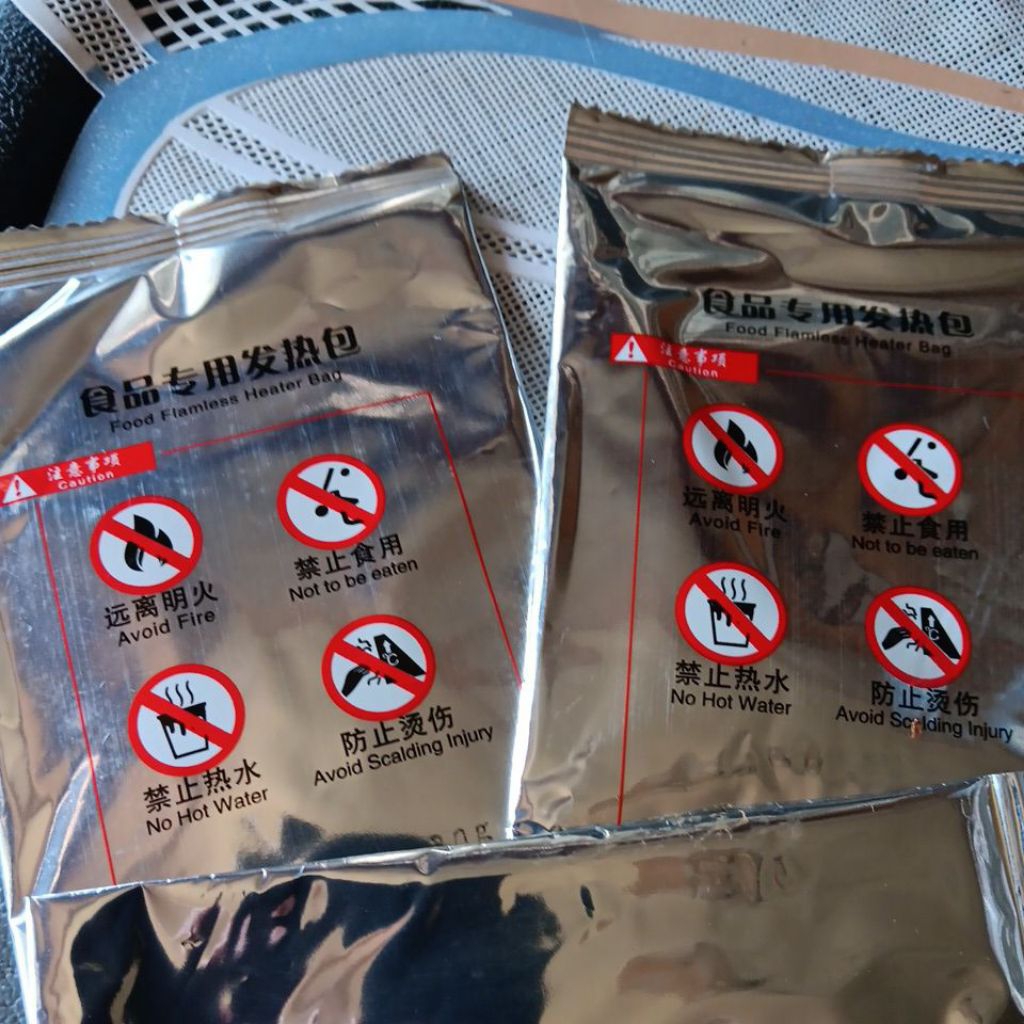 食品专用发热包
Food Flamless Heater Bag
注意事项
Caution
远离明火
Avoid Fire
禁止食用
Not to be eaten
禁止热水
No Hot Water
防止烫伤
Avoid Scalding Injury
食品专用发热包
Food Flamless Heater Bag
注意事项
Caution
远离明火
Avoid Fire
禁止食用
Not to be eaten
禁止热水
No Hot Water
防止烫伤
Avoid Scalding Injury